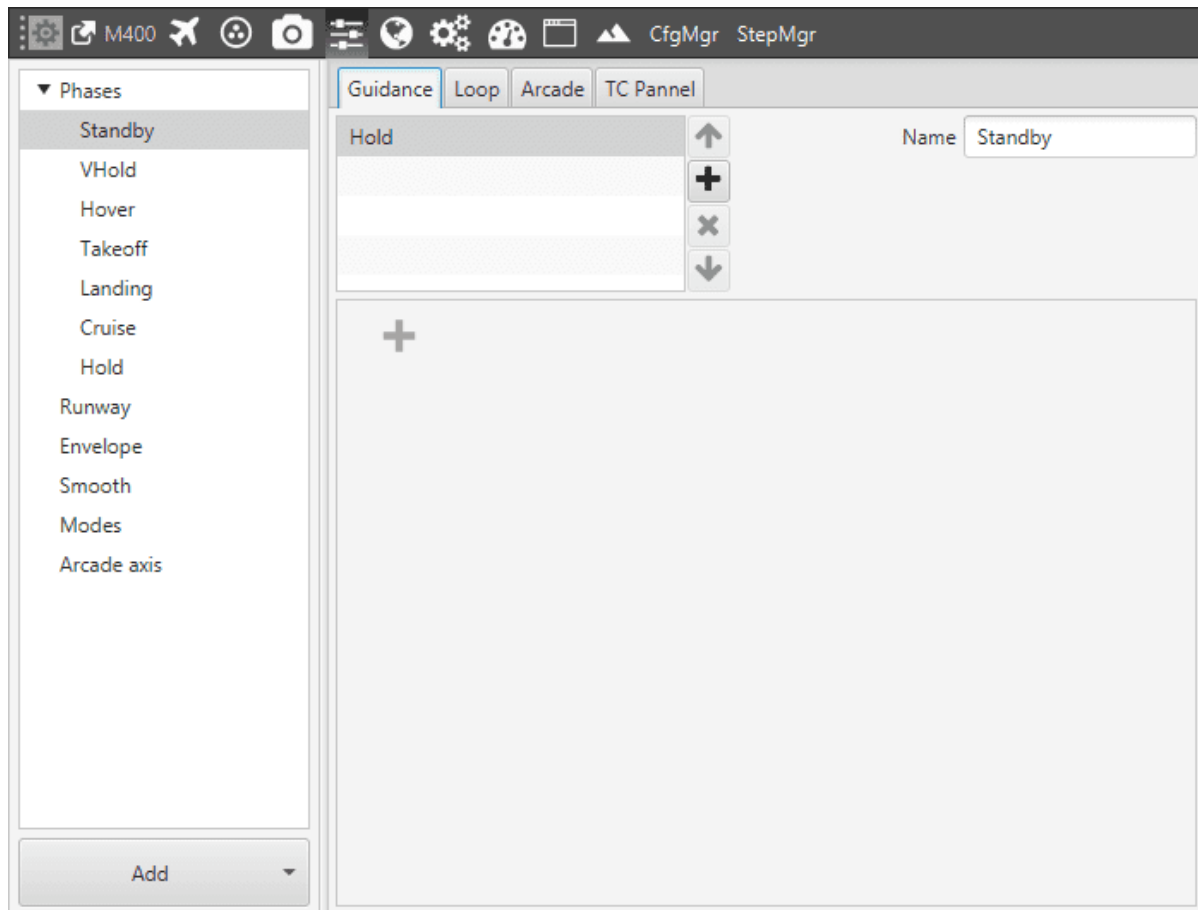 M400 CfgMgr StepMgr
Phases
Standby
VHold
Hover
Takeoff
Landing
Cruise
Hold
Runway
Envelope
Smooth
Modes
Arcade axis
Add
Guidance Loop Arcade TC Pannel
Hold
Name Standby